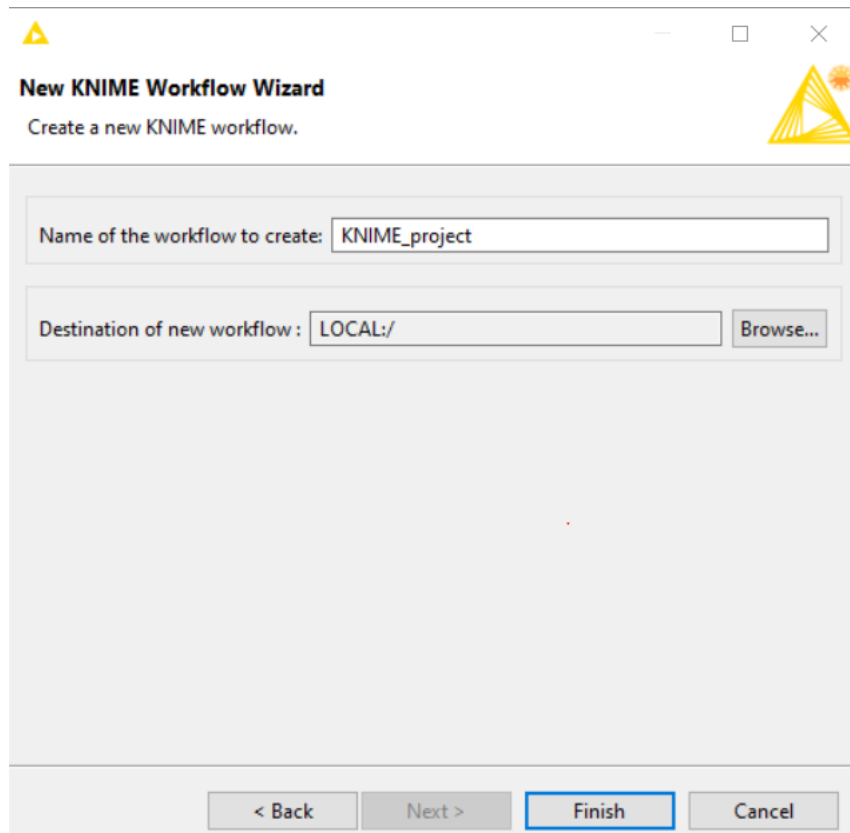 New KNIME Workflow Wizard
Create a new KNIME workflow.
Name of the workflow to create: KNIME_project
Destination of new workflow : LOCAL:/ Browse...
< Back Next > Finish Cancel